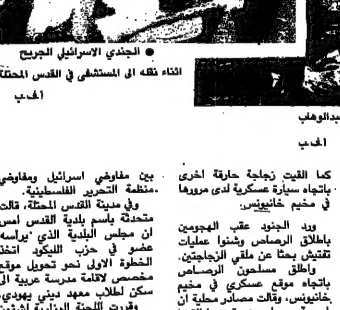 ● الجندي الاسرائيلي الجريح
اثناء نقله الى المستشفى في القدس المحتلة
أ ف ب
عبدالوهاب
أ ف ب
كما القيت زجاجة حارقة اخرى
باتجاه سيارة عسكرية لدى مرورها
في مخيم خانيونس.
ورد الجنود عقب الهجومين
باطلاق الرصاص وشنوا عمليات
تفتيش بحثا عن ملقي الزجاجتين.
واطلق مسلحون الرصاص
باتجاه موقع عسكري في مخيم
خانيونس، وقالت مصادر محلية ان
بين مفاوضي اسرائيل ومفاوضي
منظمة التحرير الفلسطينية.
وفي مدينة القدس المحتلة، قالت
متحدثة باسم بلدية القدس امس
ان مجلس البلدية الذي يراسه
عضو في حزب الليكود اتخذ
الخطوة الاولى نحو تحويل موقع
مخصص لاقامة مدرسة عربية الى
سكن لطلاب معهد ديني يهودي.
وقررت اللجنة الوزارية